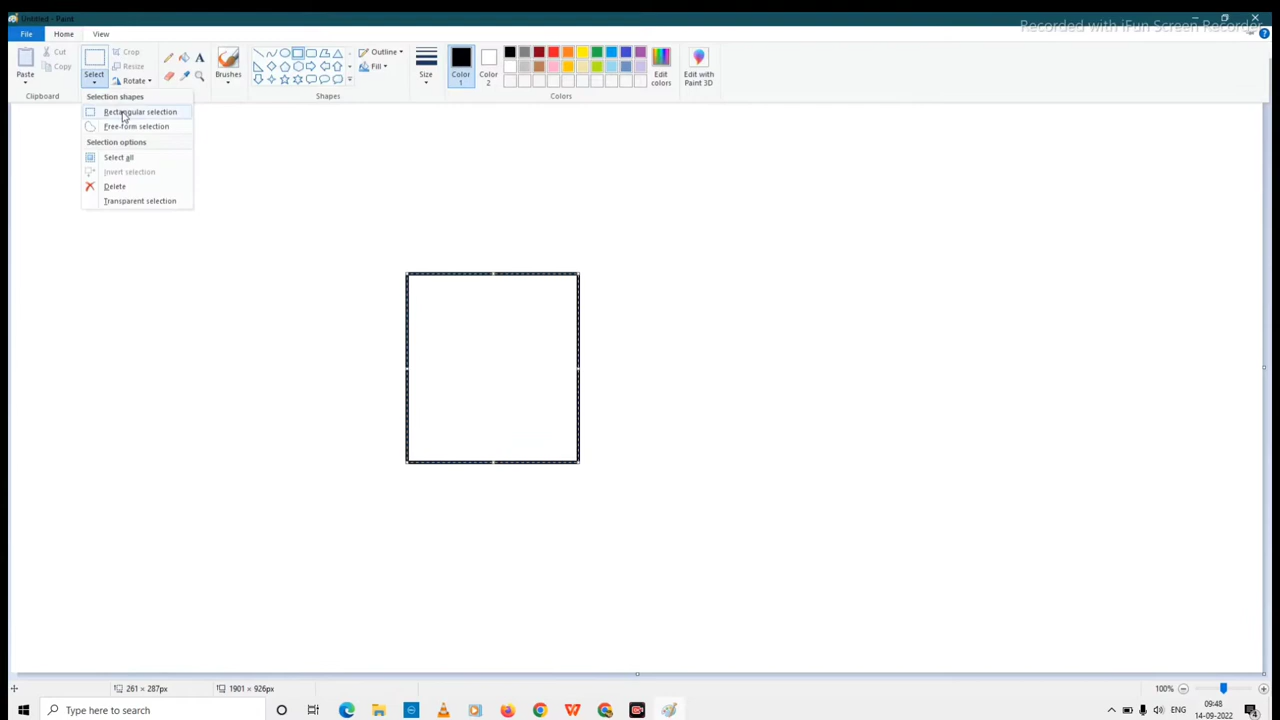 Untitled - Paint
Recorded with iFun Screen Recorder
File Home View
Paste
Cut
Copy
Clipboard
Select
Crop
Resize
Rotate
Brushes
Shapes
Outline
Fill
Size
Color 1
Color 2
Colors
Edit colors
Edit with Paint 3D
Selection shapes
Rectangular selection
Free-form selection
Selection options
Select all
Invert selection
Delete
Transparent selection
261 × 287px
1901 × 926px
100%
Type here to search
ENG
09:48
14-09-2022